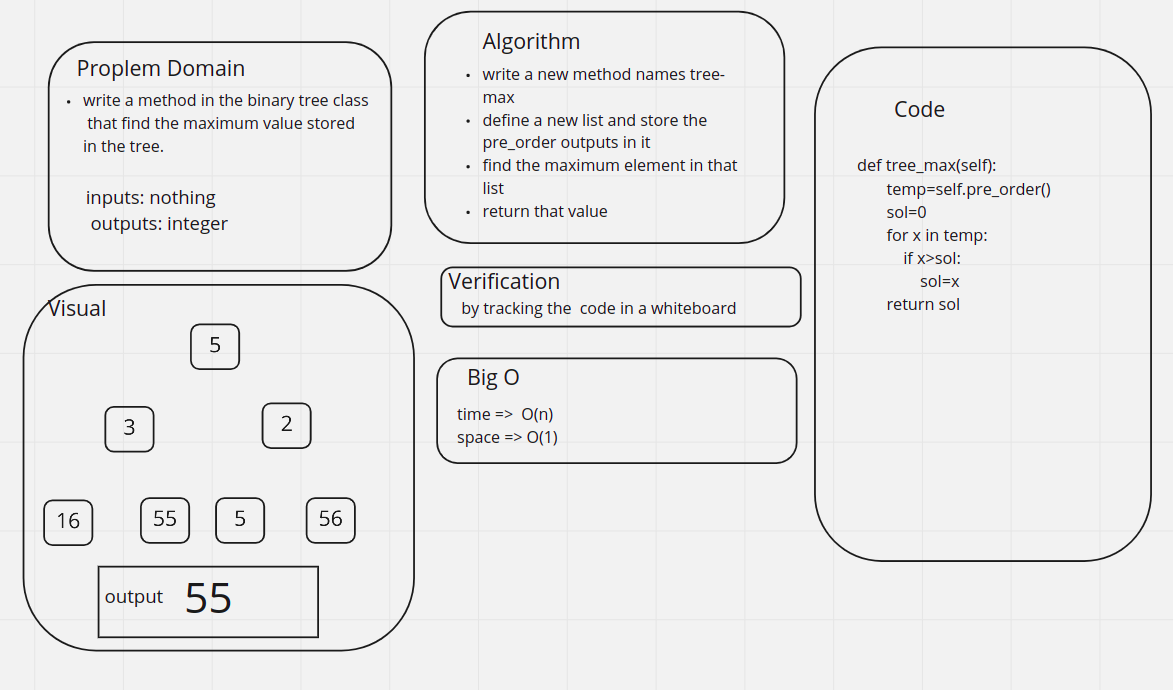 Proplem Domain
• write a method in the binary tree class
that find the maximum value stored
in the tree.
inputs: nothing
outputs: integer
Visual
5
3
2
16
55
5
56
output 55
Algorithm
• write a new method names tree-
max
• define a new list and store the
pre_order outputs in it
• find the maximum element in that
list
• return that value
Verification
by tracking the code in a whiteboard
Big O
time => O(n)
space => O(1)
Code
def tree_max(self):
temp=self.pre_order()
sol=0
for x in temp:
if x>sol:
sol=x
return sol